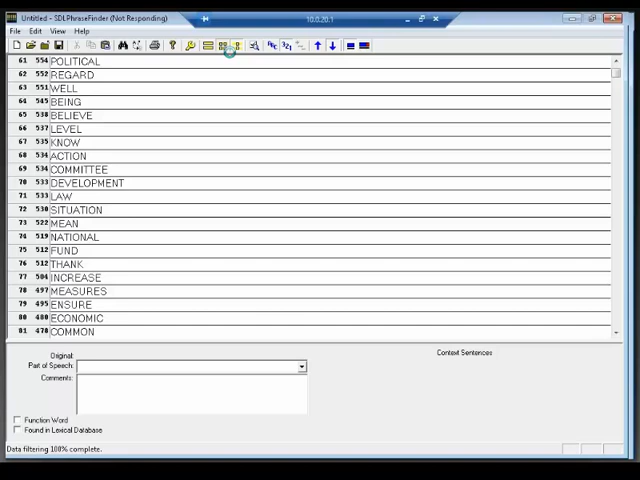 Untitled - SDLPhraseFinder (Not Responding)
10.0.20.1
File Edit View Help
61 554 POLITICAL
62 552 REGARD
63 551 WELL
64 545 BEING
65 538 BELIEVE
66 537 LEVEL
67 535 KNOW
68 534 ACTION
69 534 COMMITTEE
70 533 DEVELOPMENT
71 533 LAW
72 530 SITUATION
73 522 MEAN
74 519 NATIONAL
75 512 FUND
76 512 THANK
77 504 INCREASE
78 497 MEASURES
79 495 ENSURE
80 480 ECONOMIC
81 478 COMMON
Original:
Context Sentences
Part of Speech:
Comments:
Function Word
Found in Lexical Database
Data filtering 100% complete.